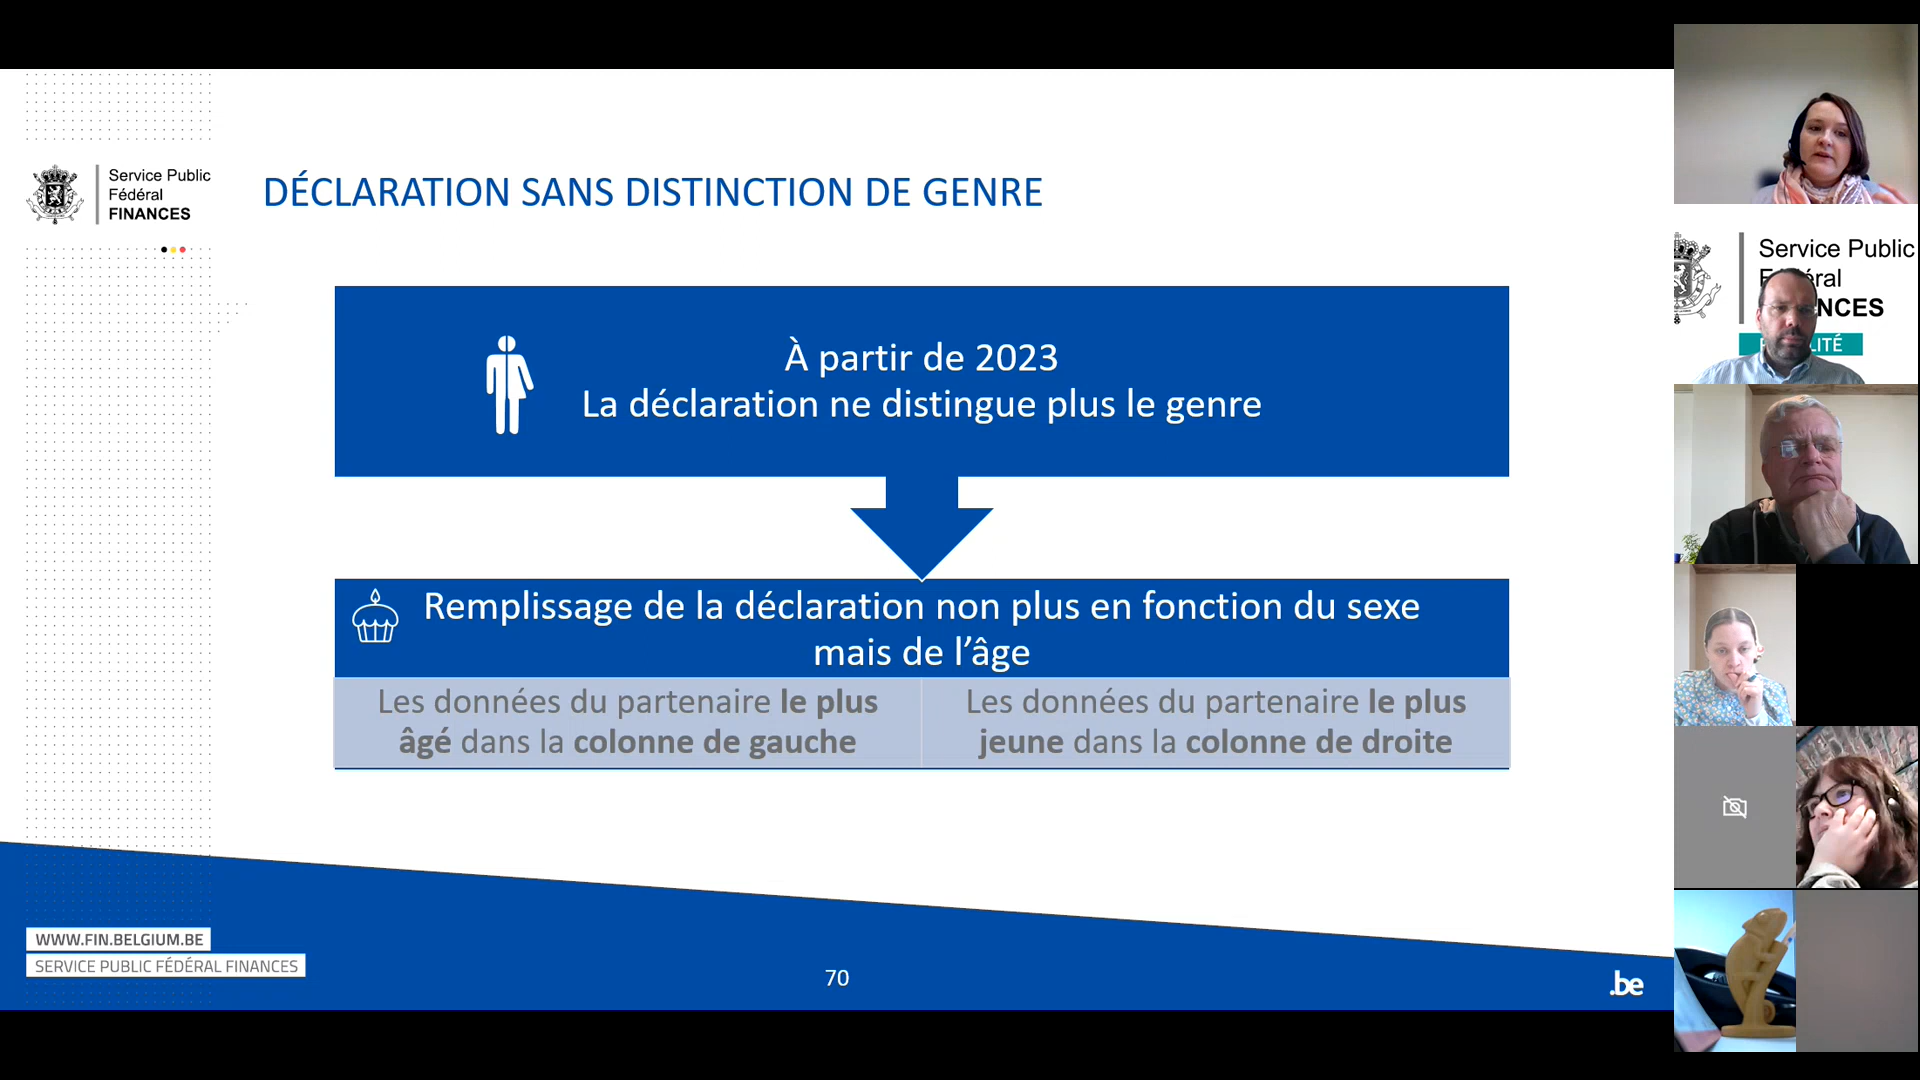 Service Public
Fédéral
FINANCES
DÉCLARATION SANS DISTINCTION DE GENRE
À partir de 2023
La déclaration ne distingue plus le genre
Remplissage de la déclaration non plus en fonction du sexe
mais de l’âge
Les données du partenaire le plus
âgé dans la colonne de gauche
Les données du partenaire le plus
jeune dans la colonne de droite
WWW.FIN.BELGIUM.BE
SERVICE PUBLIC FÉDÉRAL FINANCES
70
.be
Service Public